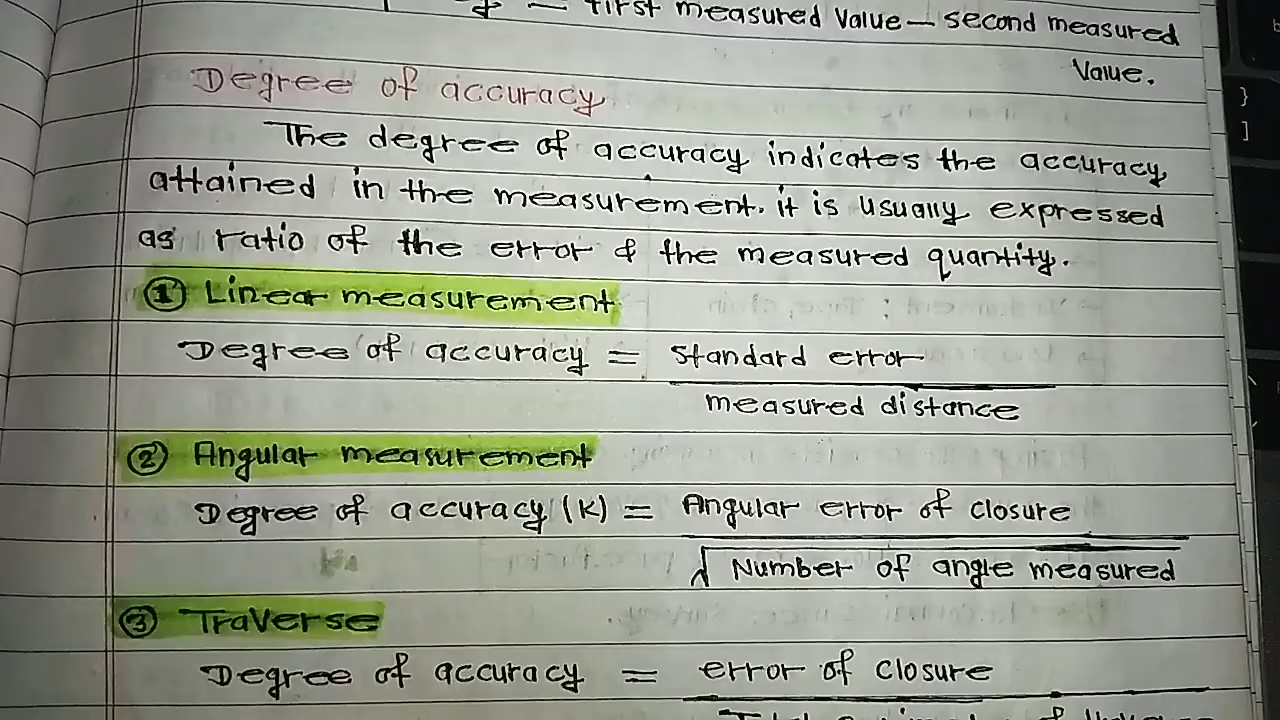 — first measured Value — second measured
Value.
Degree of accuracy
The degree of accuracy indicates the accuracy
attained in the measurement. it is usually expressed
as ratio of the error & the measured quantity.
① Linear measurement
Degree of accuracy = standard error
measured distance
② Angular measurement
Degree of accuracy (K) = Angular error of closure
√ Number of angle measured
③ Traverse
Degree of accuracy = error of closure
}
]